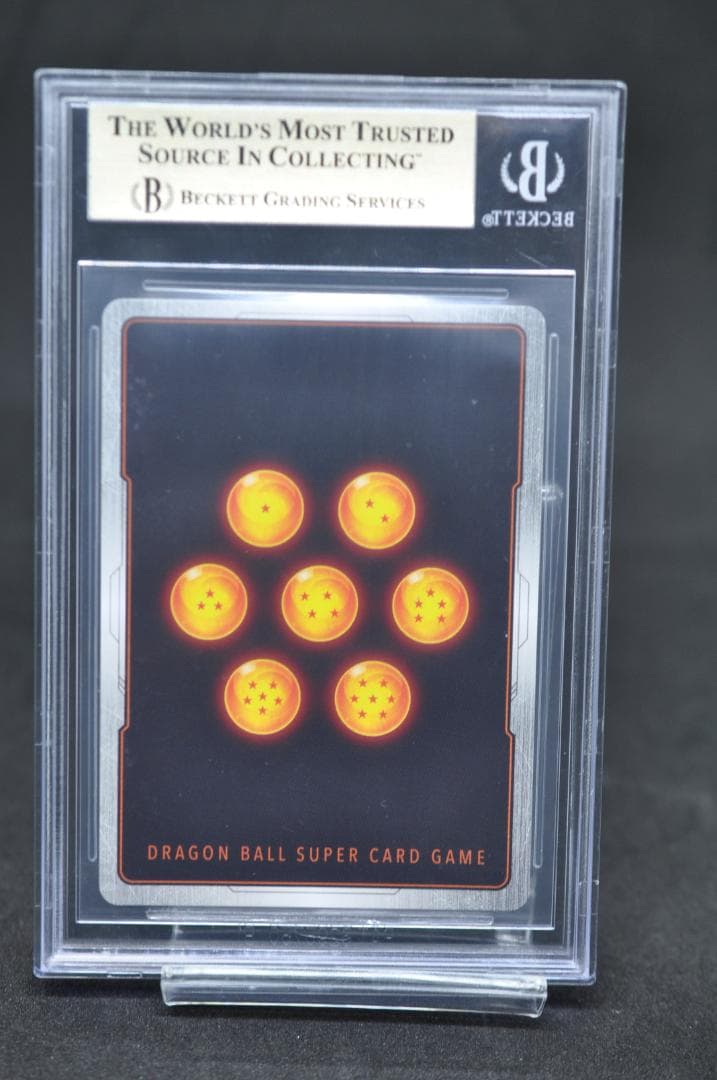 THE WORLD'S MOST TRUSTED
SOURCE IN COLLECTING™
B BECKETT GRADING SERVICES
B
BECKETT®
DRAGON BALL SUPER CARD GAME